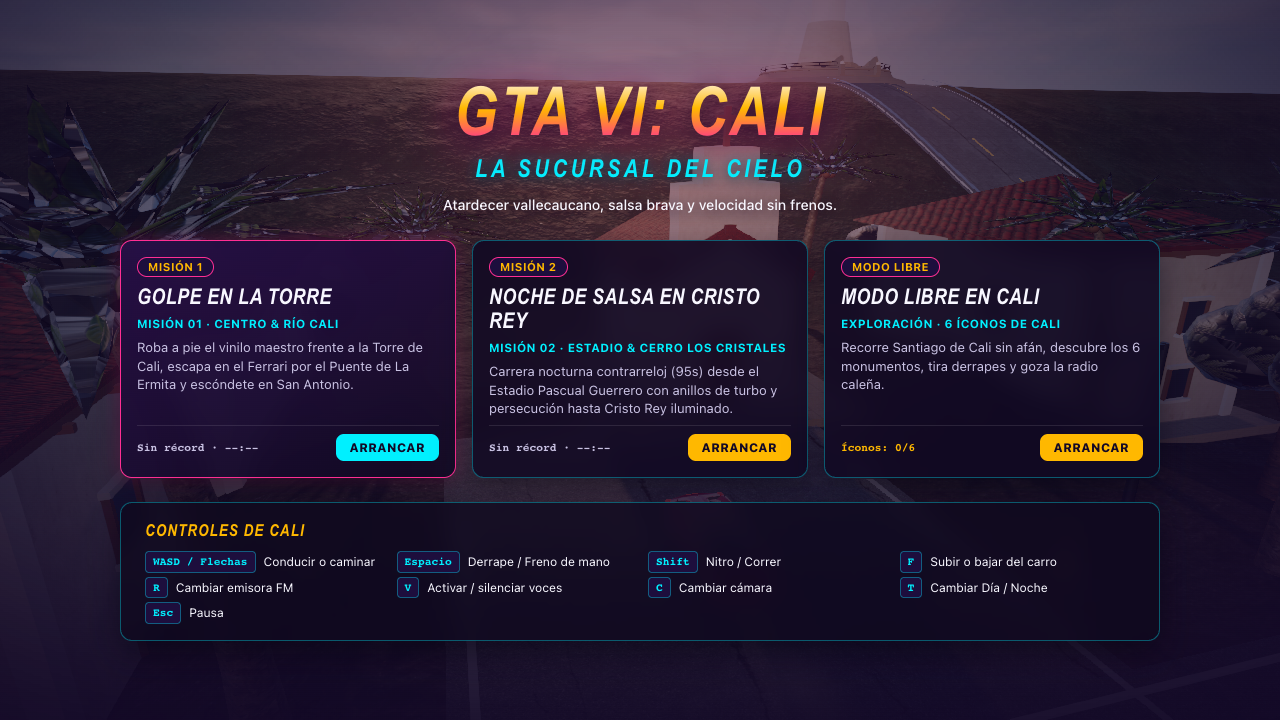 GTA VI: CALI
LA SUCURSAL DEL CIELO
Atardecer vallecaucano, salsa brava y velocidad sin frenos.
MISIÓN 1
GOLPE EN LA TORRE
MISIÓN 01 · CENTRO & RÍO CALI
Roba a pie el vinilo maestro frente a la Torre de
Cali, escapa en el Ferrari por el Puente de La
Ermita y escóndete en San Antonio.
Sin récord · --:--
ARRANCAR
MISIÓN 2
NOCHE DE SALSA EN CRISTO
REY
MISIÓN 02 · ESTADIO & CERRO LOS CRISTALES
Carrera nocturna contrarreloj (95s) desde el
Estadio Pascual Guerrero con anillos de turbo y
persecución hasta Cristo Rey iluminado.
Sin récord · --:--
ARRANCAR
MODO LIBRE
MODO LIBRE EN CALI
EXPLORACIÓN · 6 ÍCONOS DE CALI
Recorre Santiago de Cali sin afán, descubre los 6
monumentos, tira derrapes y goza la radio
caleña.
Íconos: 0/6
ARRANCAR
CONTROLES DE CALI
WASD / Flechas Conducir o caminar
Espacio Derrape / Freno de mano
Shift Nitro / Correr
F Subir o bajar del carro
R Cambiar emisora FM
V Activar / silenciar voces
C Cambiar cámara
T Cambiar Día / Noche
Esc Pausa